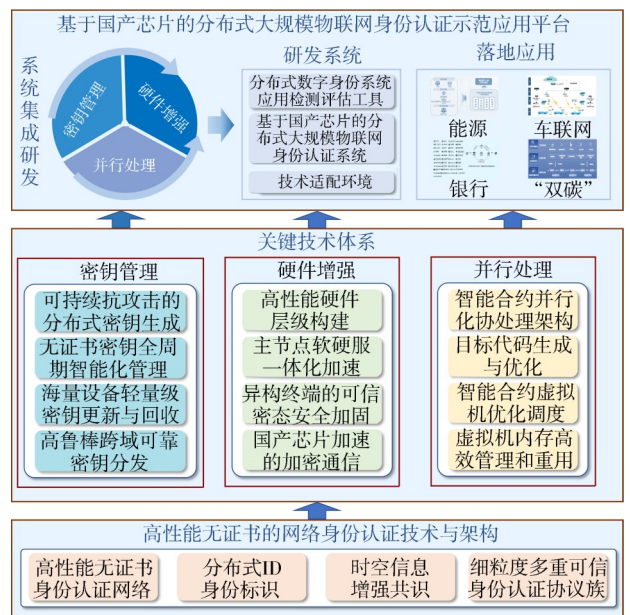 基于国产芯片的分布式大规模物联网身份认证示范应用平台
系统集成研发
密钥管理
硬件增强
并行处理
研发系统
分布式数字身份系统
应用检测评估工具
基于国产芯片的分
布式大规模物联网
身份认证系统
技术适配环境
落地应用
能源
车联网
银行
“双碳”
关键技术体系
密钥管理
可持续抗攻击的
分布式密钥生成
无证书密钥全周
期智能化管理
海量设备轻量级
密钥更新与回收
高鲁棒跨域可靠
密钥分发
硬件增强
高性能硬件
层级构建
主节点软硬服
一体化加速
异构终端的可信
密态安全加固
国产芯片加速
的加密通信
并行处理
智能合约并行
化协处理架构
目标代码生成
与优化
智能合约虚拟
机优化调度
虚拟机内存高
效管理和重用
高性能无证书的网络身份认证技术与架构
高性能无证书
身份认证网络
分布式ID
身份标识
时空信息
增强共识
细粒度多重可信
身份认证协议族